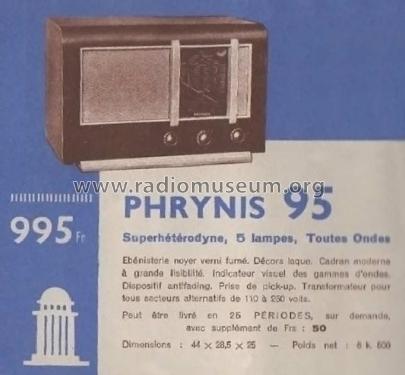 www.radiomuseum.org
PHRYNIS 95
995 Fr
Superhétérodyne, 5 lampes, Toutes Ondes
Ebénisterie noyer verni fumé. Décors laque. Cadran moderne
à grande lisibilité. Indicateur visuel des gammes d'ondes.
Dispositif antifading. Prise de pick-up. Transformateur pour
tous secteurs alternatifs de 110 à 250 volts.
Peut être livré en 25 PÉRIODES, sur demande,
avec supplément de Frs : 50
Dimensions : 44 × 28,5 × 25 — Poids net : 8 k. 500